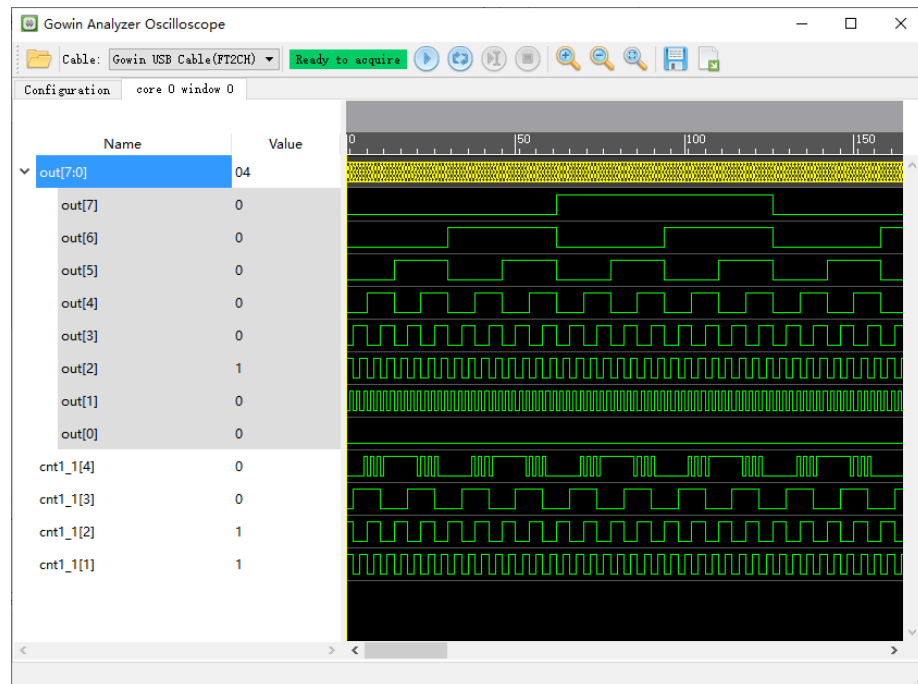 Gowin Analyzer Oscilloscope
Cable: Gowin USB Cable(FT2CH) Ready to acquire
Configuration core 0 window 0
Name Value 0 50 100 150
out[7:0] 04
out[7] 0
out[6] 0
out[5] 0
out[4] 0
out[3] 0
out[2] 1
out[1] 0
out[0] 0
cnt1_1[4] 0
cnt1_1[3] 0
cnt1_1[2] 1
cnt1_1[1] 1